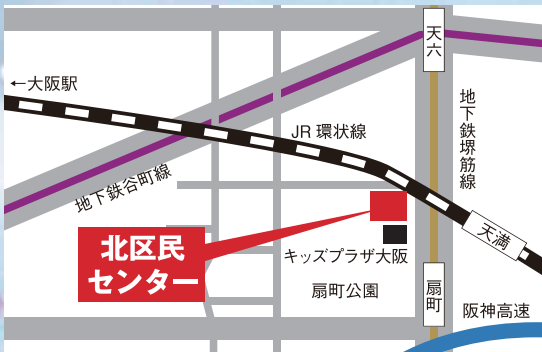 天六
←大阪駅
地下鉄堺筋線
JR 環状線
地下鉄谷町線
天満
北区民
センター
キッズプラザ大阪
扇町公園
扇町
阪神高速